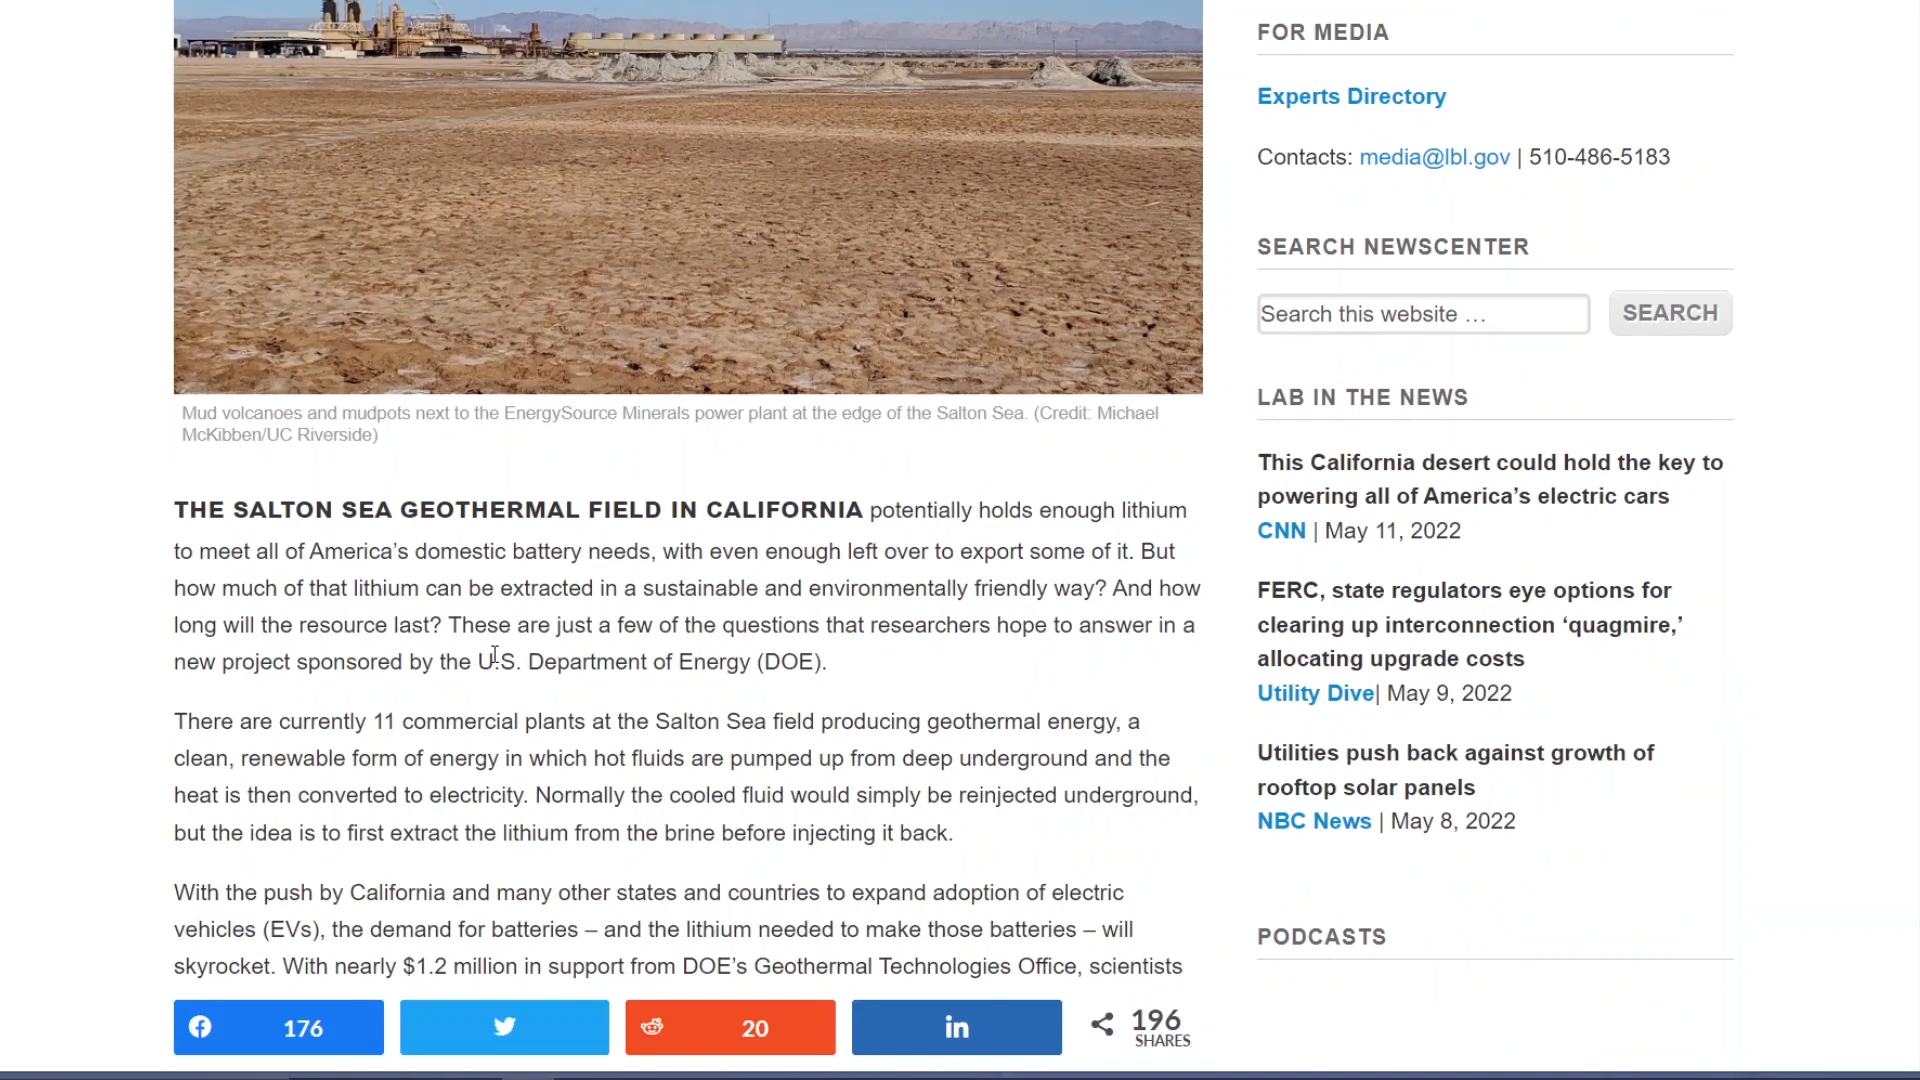 Mud volcanoes and mudpots next to the EnergySource Minerals power plant at the edge of the Salton Sea. (Credit: Michael
McKibben/UC Riverside)
THE SALTON SEA GEOTHERMAL FIELD IN CALIFORNIA potentially holds enough lithium
to meet all of America’s domestic battery needs, with even enough left over to export some of it. But
how much of that lithium can be extracted in a sustainable and environmentally friendly way? And how
long will the resource last? These are just a few of the questions that researchers hope to answer in a
new project sponsored by the U.S. Department of Energy (DOE).
There are currently 11 commercial plants at the Salton Sea field producing geothermal energy, a
clean, renewable form of energy in which hot fluids are pumped up from deep underground and the
heat is then converted to electricity. Normally the cooled fluid would simply be reinjected underground,
but the idea is to first extract the lithium from the brine before injecting it back.
With the push by California and many other states and countries to expand adoption of electric
vehicles (EVs), the demand for batteries – and the lithium needed to make those batteries – will
skyrocket. With nearly $1.2 million in support from DOE’s Geothermal Technologies Office, scientists
176
20
in
196
SHARES
FOR MEDIA
Experts Directory
Contacts: media@lbl.gov | 510-486-5183
SEARCH NEWSCENTER
Search this website …
SEARCH
LAB IN THE NEWS
This California desert could hold the key to
powering all of America’s electric cars
CNN | May 11, 2022
FERC, state regulators eye options for
clearing up interconnection ‘quagmire,’
allocating upgrade costs
Utility Dive| May 9, 2022
Utilities push back against growth of
rooftop solar panels
NBC News | May 8, 2022
PODCASTS